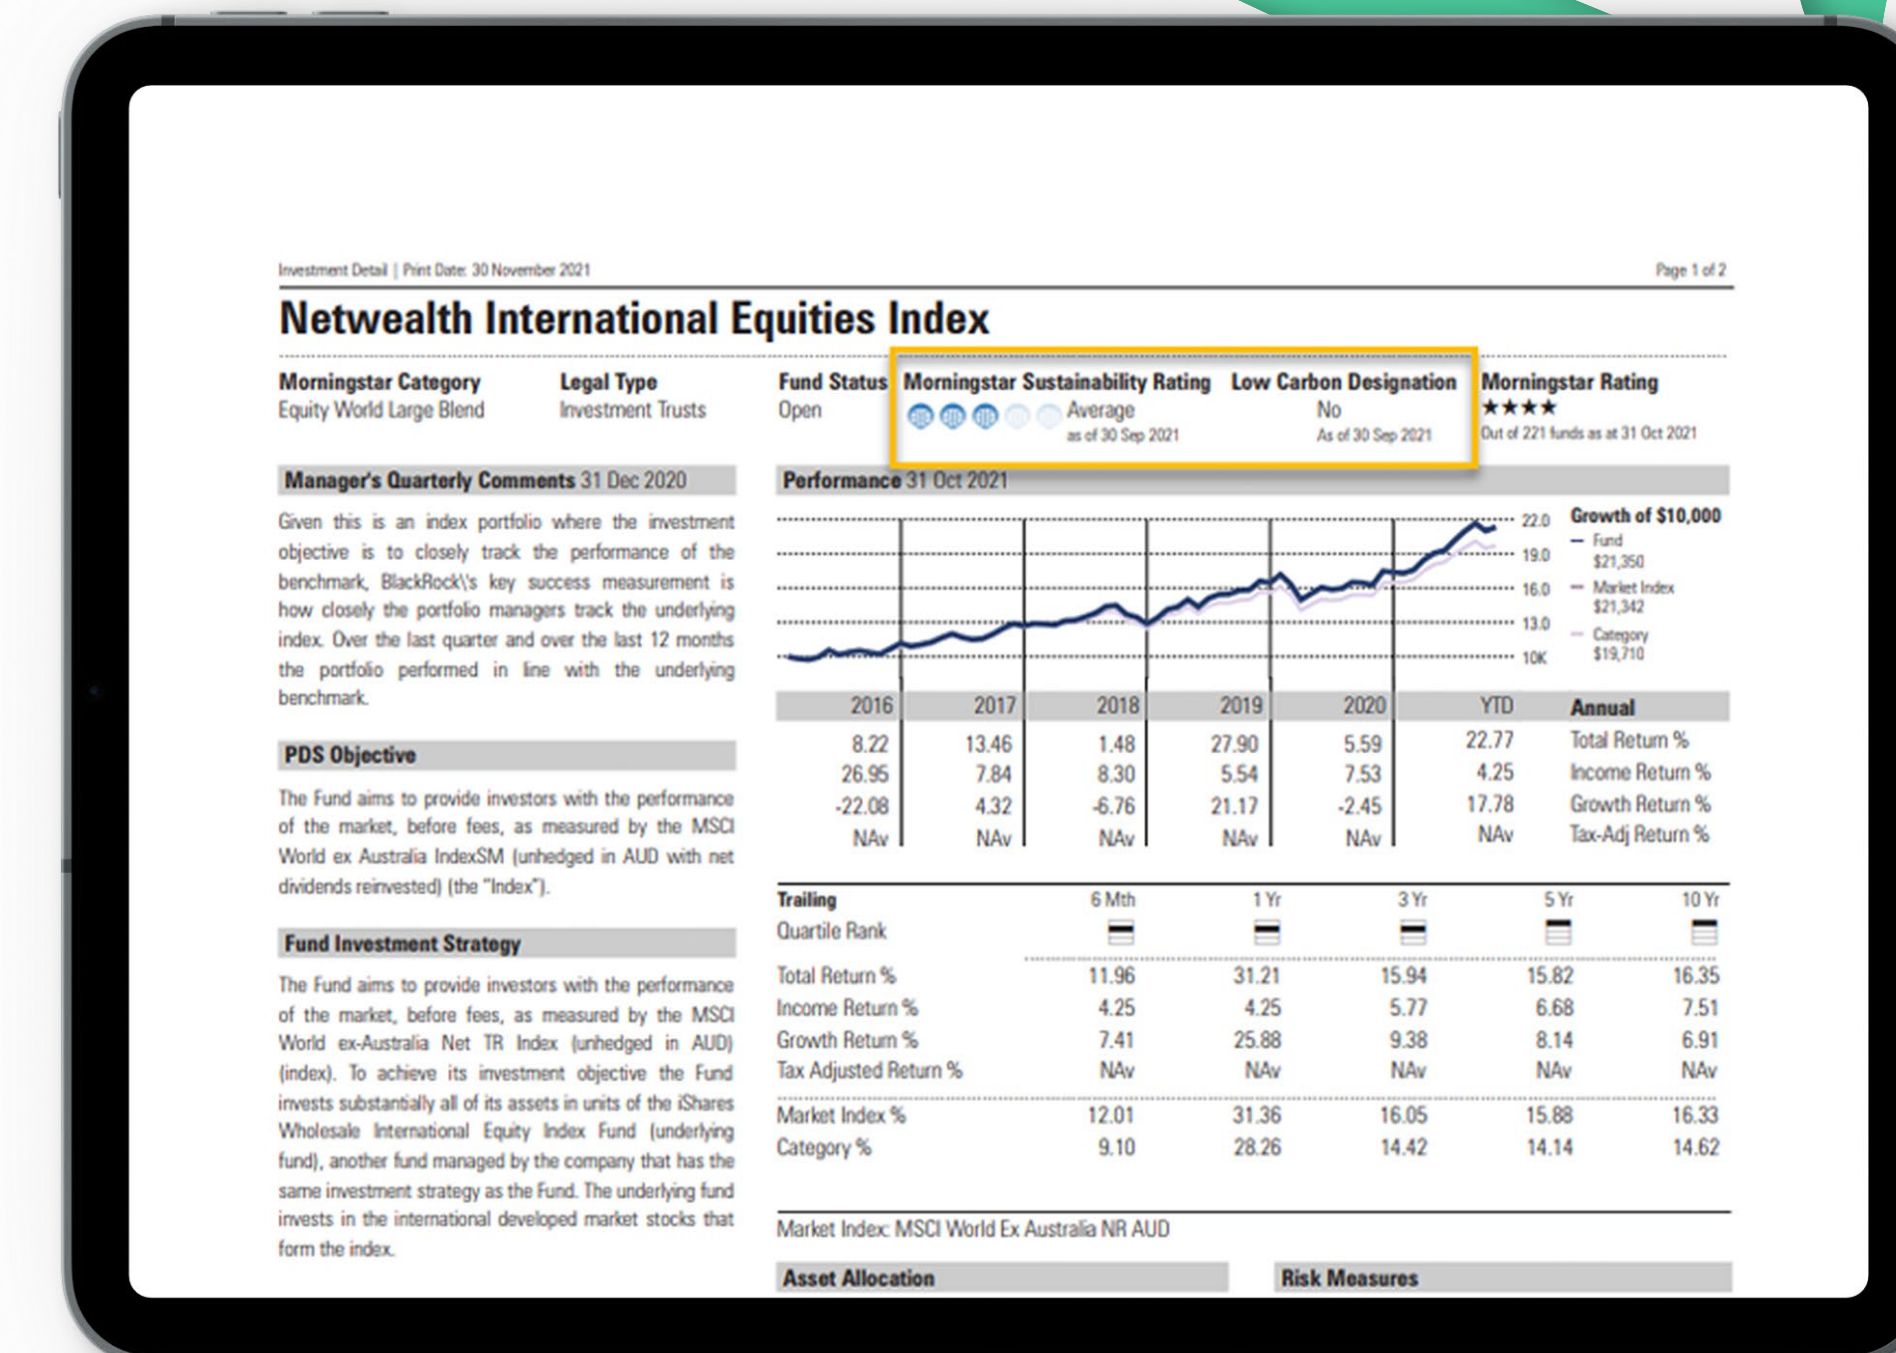 Investment Detail | Print Date: 30 November 2021
Page 1 of 2
Netwealth International Equities Index
Morningstar Category
Equity World Large Blend
Legal Type
Investment Trusts
Fund Status
Open
Morningstar Sustainability Rating
Average
as of 30 Sep 2021
Low Carbon Designation
No
As of 30 Sep 2021
Morningstar Rating
★★★★
Out of 221 funds as at 31 Oct 2021
Manager's Quarterly Comments 31 Dec 2020
Given this is an index portfolio where the investment
objective is to closely track the performance of the
benchmark, BlackRock\'s key success measurement is
how closely the portfolio managers track the underlying
index. Over the last quarter and over the last 12 months
the portfolio performed in line with the underlying
benchmark.
PDS Objective
The Fund aims to provide investors with the performance
of the market, before fees, as measured by the MSCI
World ex Australia IndexSM (unhedged in AUD with net
dividends reinvested) (the "Index").
Fund Investment Strategy
The Fund aims to provide investors with the performance
of the market, before fees, as measured by the MSCI
World ex-Australia Net TR Index (unhedged in AUD)
(index). To achieve its investment objective the Fund
invests substantially all of its assets in units of the iShares
Wholesale International Equity Index Fund (underlying
fund), another fund managed by the company that has the
same investment strategy as the Fund. The underlying fund
invests in the international developed market stocks that
form the index.
Performance 31 Oct 2021
22.0
19.0
16.0
13.0
10K
Growth of $10,000
Fund
$21,350
Market Index
$21,342
Category
$19,710
2016 2017 2018 2019 2020 YTD Annual
8.22 13.46 1.48 27.90 5.59 22.77 Total Return %
26.95 7.84 8.30 5.54 7.53 4.25 Income Return %
-22.08 4.32 -6.76 21.17 -2.45 17.78 Growth Return %
NAv NAv NAv NAv NAv NAv Tax-Adj Return %
Trailing 6 Mth 1 Yr 3 Yr 5 Yr 10 Yr
Quartile Rank
Total Return % 11.96 31.21 15.94 15.82 16.35
Income Return % 4.25 4.25 5.77 6.68 7.51
Growth Return % 7.41 25.88 9.38 8.14 6.91
Tax Adjusted Return % NAv NAv NAv NAv NAv
Market Index % 12.01 31.36 16.05 15.88 16.33
Category % 9.10 28.26 14.42 14.14 14.62
Market Index: MSCI World Ex Australia NR AUD
Asset Allocation
Risk Measures